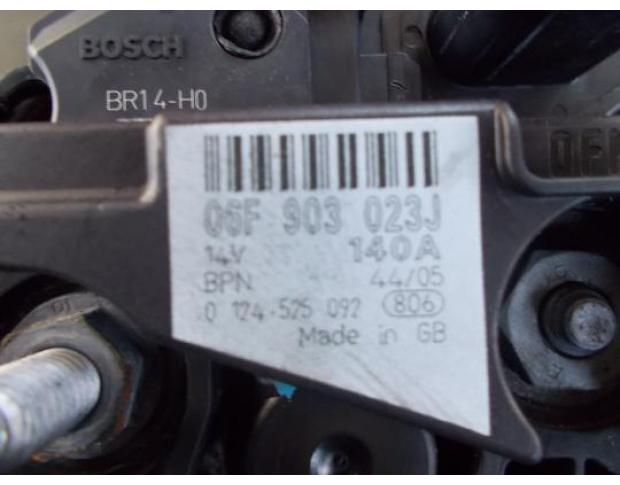 BOSCH
BR14-H0
06F 903 023J
14V 140A
BPN 44/05
0 124-525 092 806
Made in GB